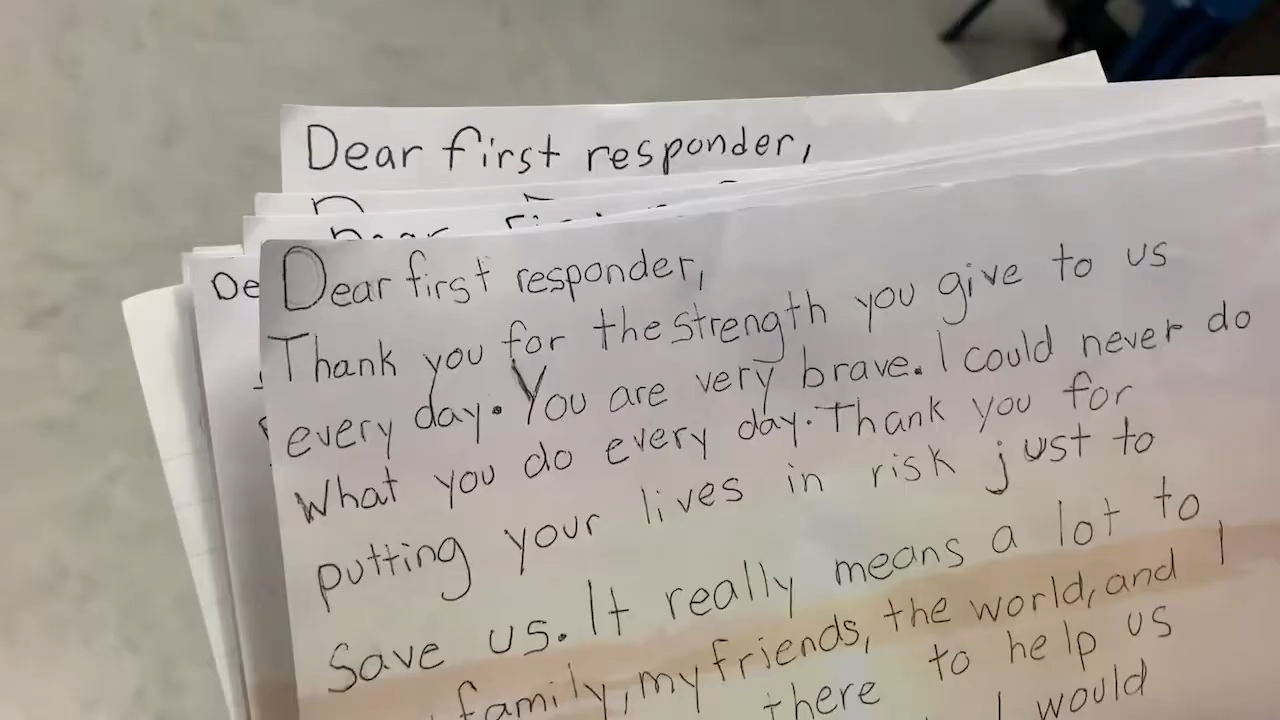 Dear first responder,
De
Dear first responder,
Thank you for the strength you give to us
every day. You are very brave. I could never do
what you do every day. Thank you for
putting your lives in risk just to
Save us. It really means a lot to
family, my friends, the world, and I
there to help us
I would